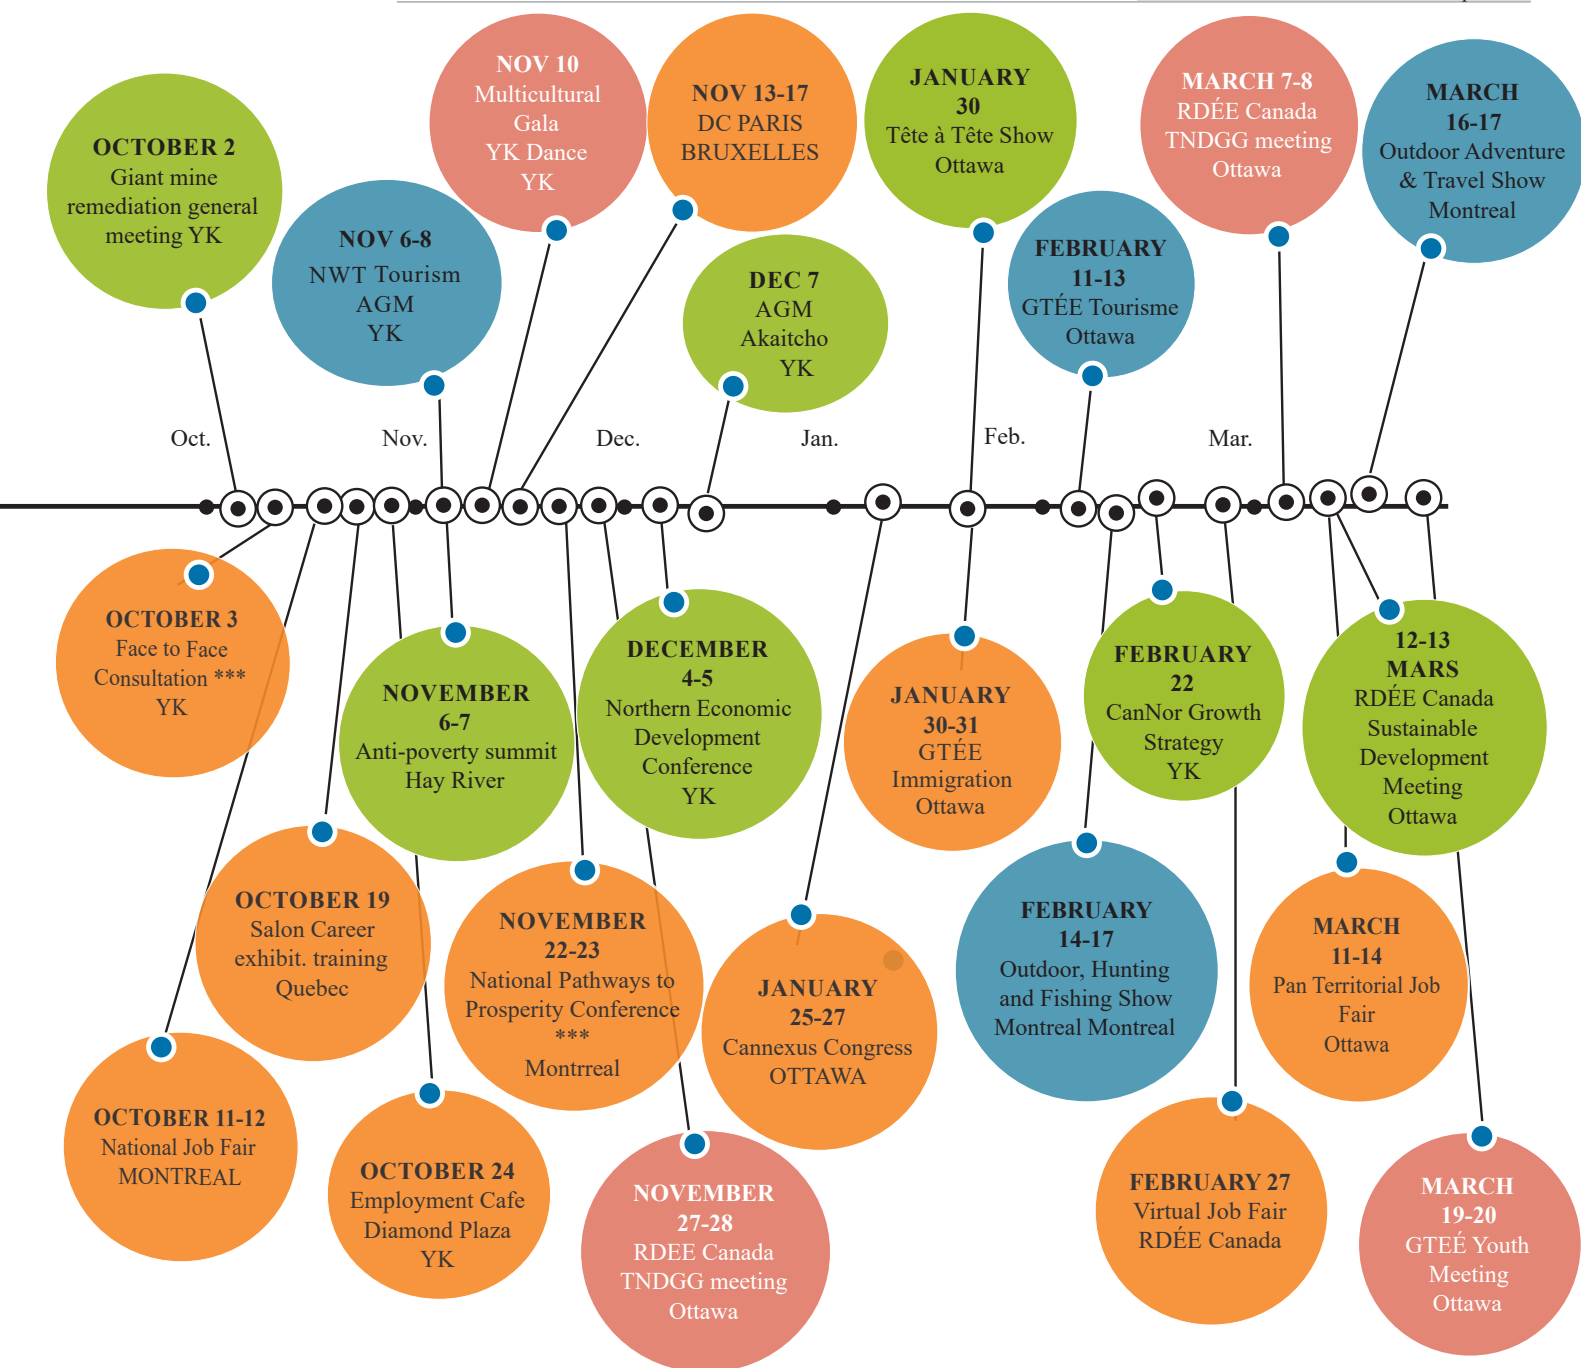 OCTOBER 2
Giant mine
remediation general
meeting YK
NOV 6-8
NWT Tourism
AGM
YK
NOV 10
Multicultural
Gala
YK Dance
YK
NOV 13-17
DC PARIS
BRUXELLES
DEC 7
AGM
Akaitcho
YK
JANUARY
30
Tête à Tête Show
Ottawa
FEBRUARY
11-13
GTÉE Tourisme
Ottawa
MARCH 7-8
RDÉE Canada
TNDGG meeting
Ottawa
MARCH
16-17
Outdoor Adventure
& Travel Show
Montreal
Oct.
Nov.
Dec.
Jan.
Feb.
Mar.
OCTOBER 3
Face to Face
Consultation ***
YK
OCTOBER 11-12
National Job Fair
MONTREAL
OCTOBER 19
Salon Career
exhibit. training
Quebec
OCTOBER 24
Employment Cafe
Diamond Plaza
YK
NOVEMBER
6-7
Anti-poverty summit
Hay River
NOVEMBER
22-23
National Pathways to
Prosperity Conference
***
Montrreal
NOVEMBER
27-28
RDEE Canada
TNDGG meeting
Ottawa
DECEMBER
4-5
Northern Economic
Development
Conference
YK
JANUARY
25-27
Cannexus Congress
OTTAWA
JANUARY
30-31
GTÉE
Immigration
Ottawa
FEBRUARY
14-17
Outdoor, Hunting
and Fishing Show
Montreal Montreal
FEBRUARY
22
CanNor Growth
Strategy
YK
FEBRUARY 27
Virtual Job Fair
RDÉE Canada
MARCH
11-14
Pan Territorial Job
Fair
Ottawa
12-13
MARS
RDÉE Canada
Sustainable
Development
Meeting
Ottawa
MARCH
19-20
GTEÉ Youth
Meeting
Ottawa